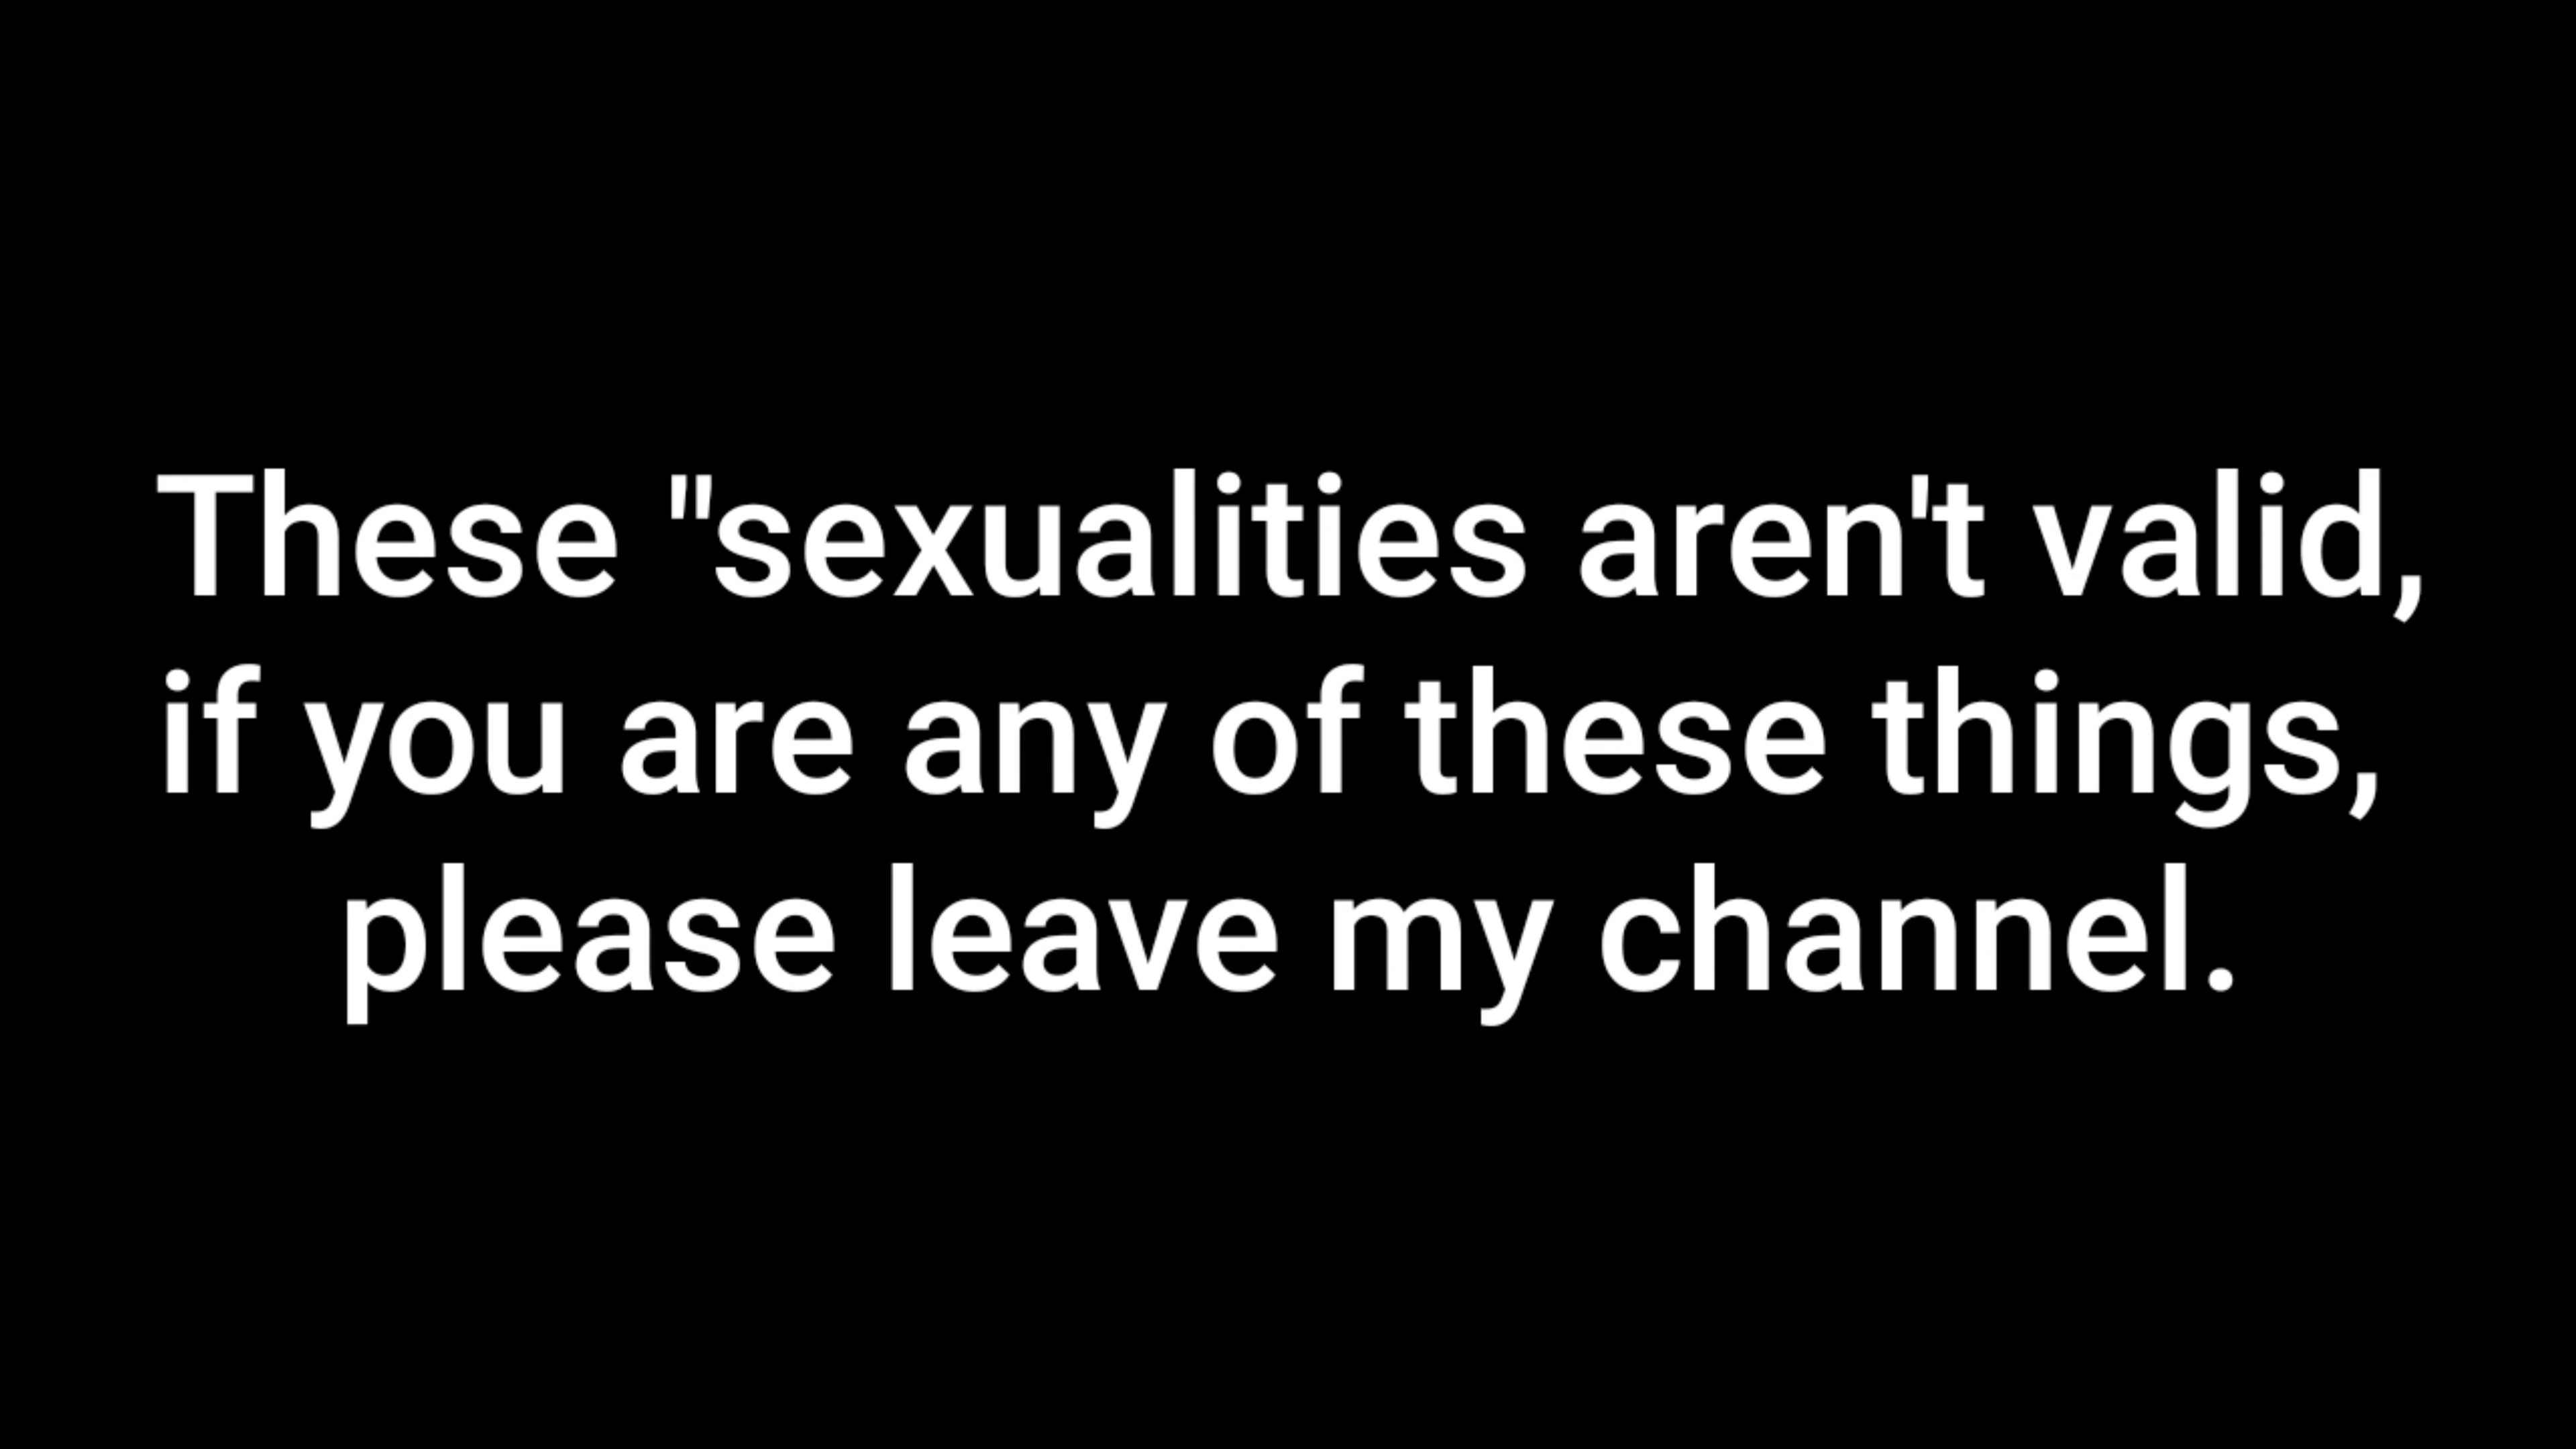 These "sexualities aren't valid,
if you are any of these things,
please leave my channel.